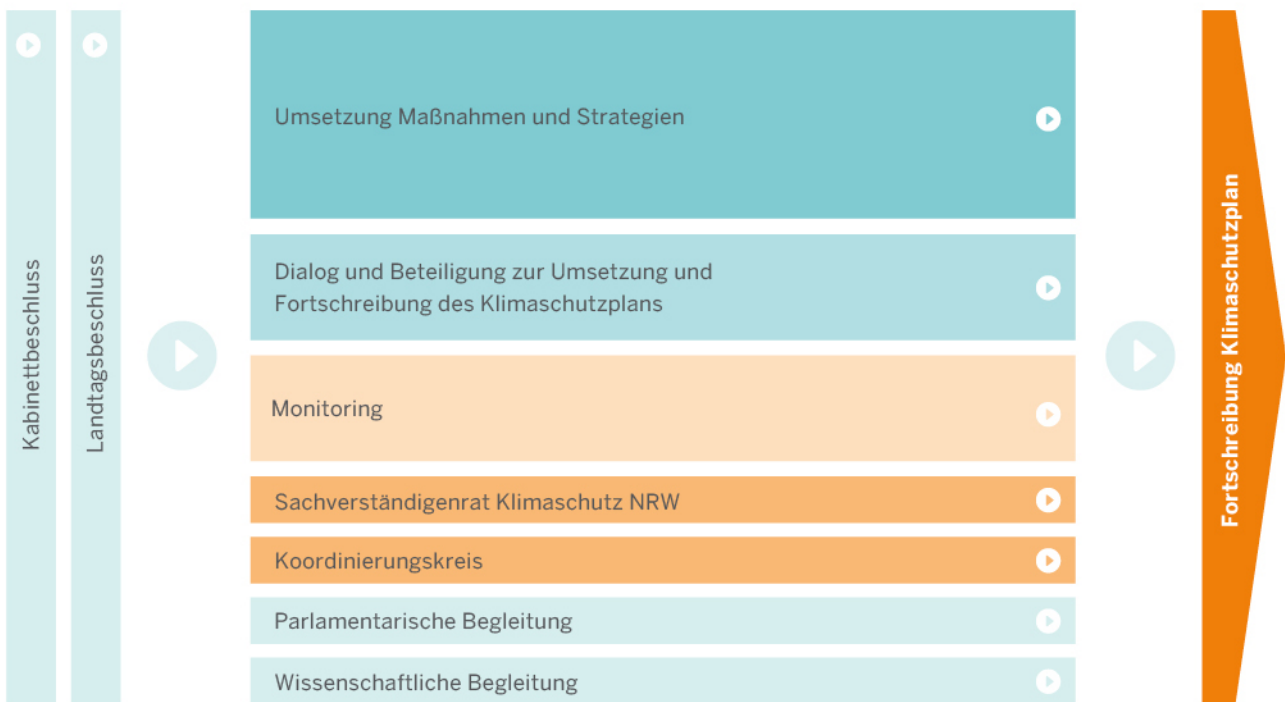 Kabinettbeschluss
Landtagsbeschluss
Umsetzung Maßnahmen und Strategien
Dialog und Beteiligung zur Umsetzung und
Fortschreibung des Klimaschutzplans
Monitoring
Sachverständigenrat Klimaschutz NRW
Koordinierungskreis
Parlamentarische Begleitung
Wissenschaftliche Begleitung
Fortschreibung Klimaschutzplan